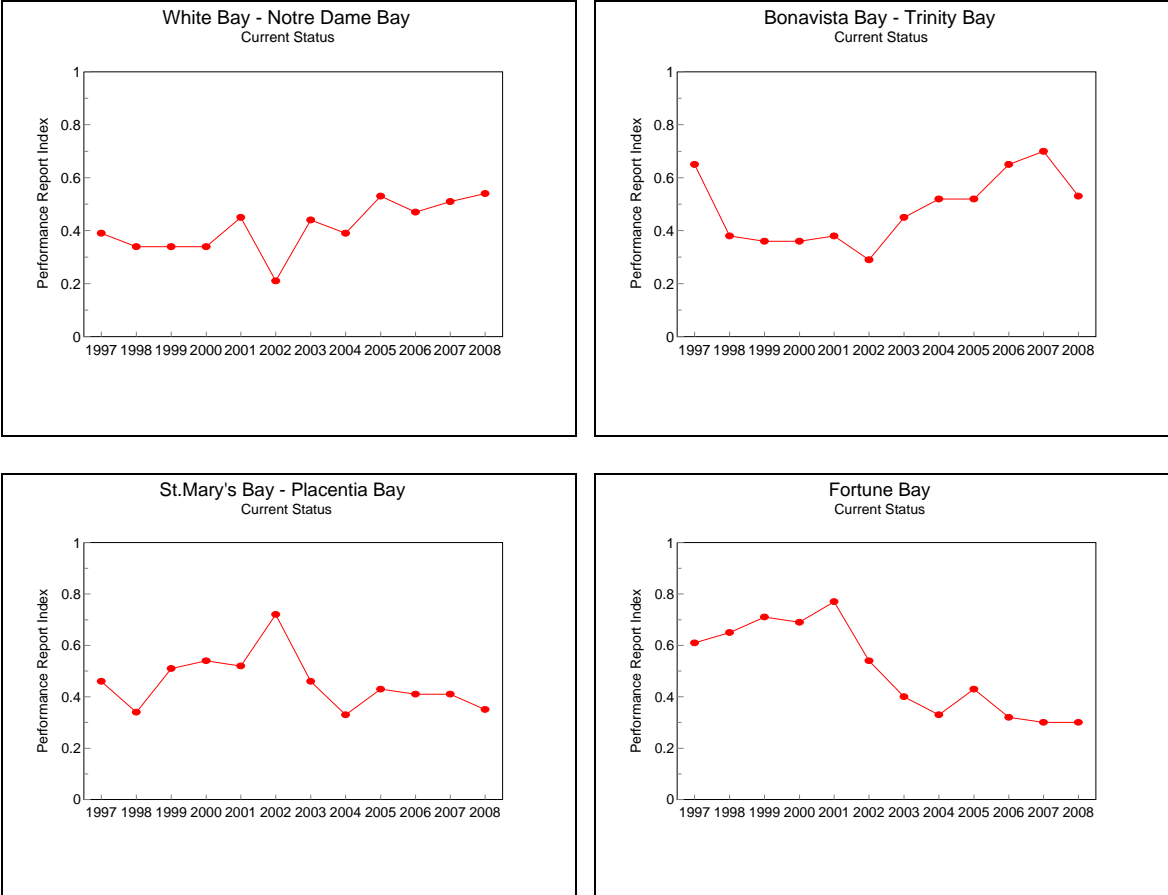 White Bay - Notre Dame Bay
Current Status
Performance Report Index
1
0.8
0.6
0.4
0.2
0
1997 1998 1999 2000 2001 2002 2003 2004 2005 2006 2007 2008
Bonavista Bay - Trinity Bay
Current Status
Performance Report Index
1
0.8
0.6
0.4
0.2
0
1997 1998 1999 2000 2001 2002 2003 2004 2005 2006 2007 2008
St.Mary's Bay - Placentia Bay
Current Status
Performance Report Index
1
0.8
0.6
0.4
0.2
0
1997 1998 1999 2000 2001 2002 2003 2004 2005 2006 2007 2008
Fortune Bay
Current Status
Performance Report Index
1
0.8
0.6
0.4
0.2
0
1997 1998 1999 2000 2001 2002 2003 2004 2005 2006 2007 2008